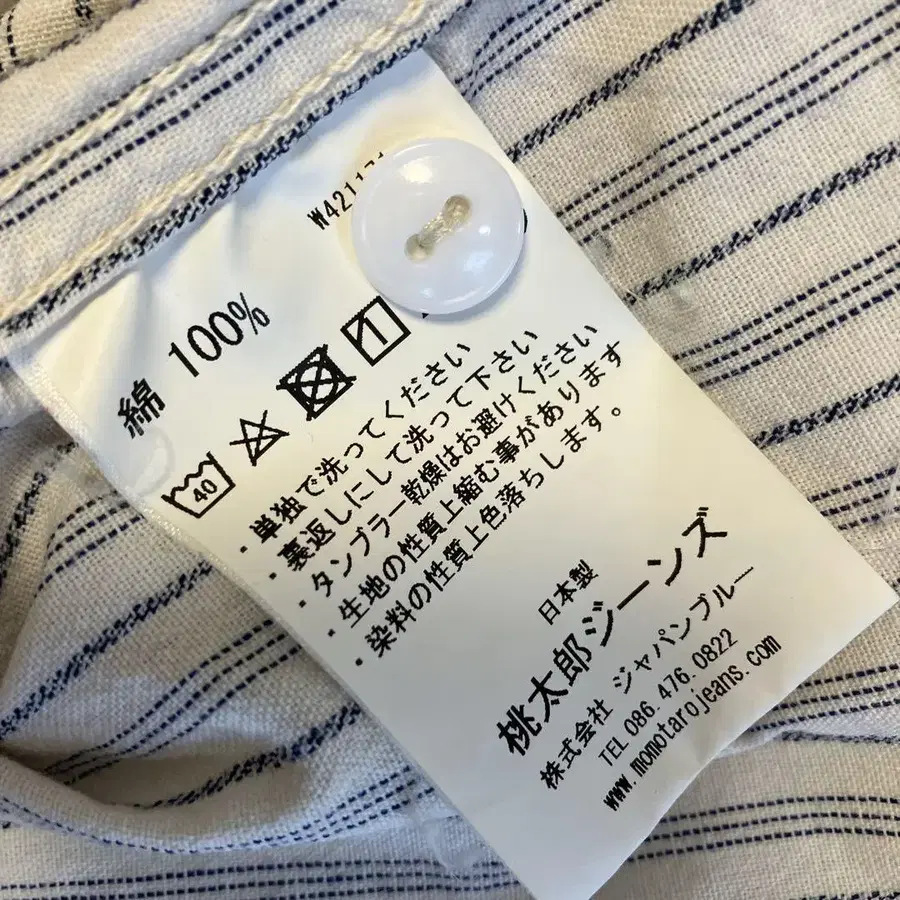 綿 100%
40
・単独で洗ってください
・裏返しにして洗って下さい
・タンブラー乾燥はお避けください
・生地の性質上縮む事があります
・染料の性質上色落ちします。
日本製
桃太郎ジーンズ
株式会社 ジャパンブルー
TEL 086.476.0822
www.momotarojeans.com